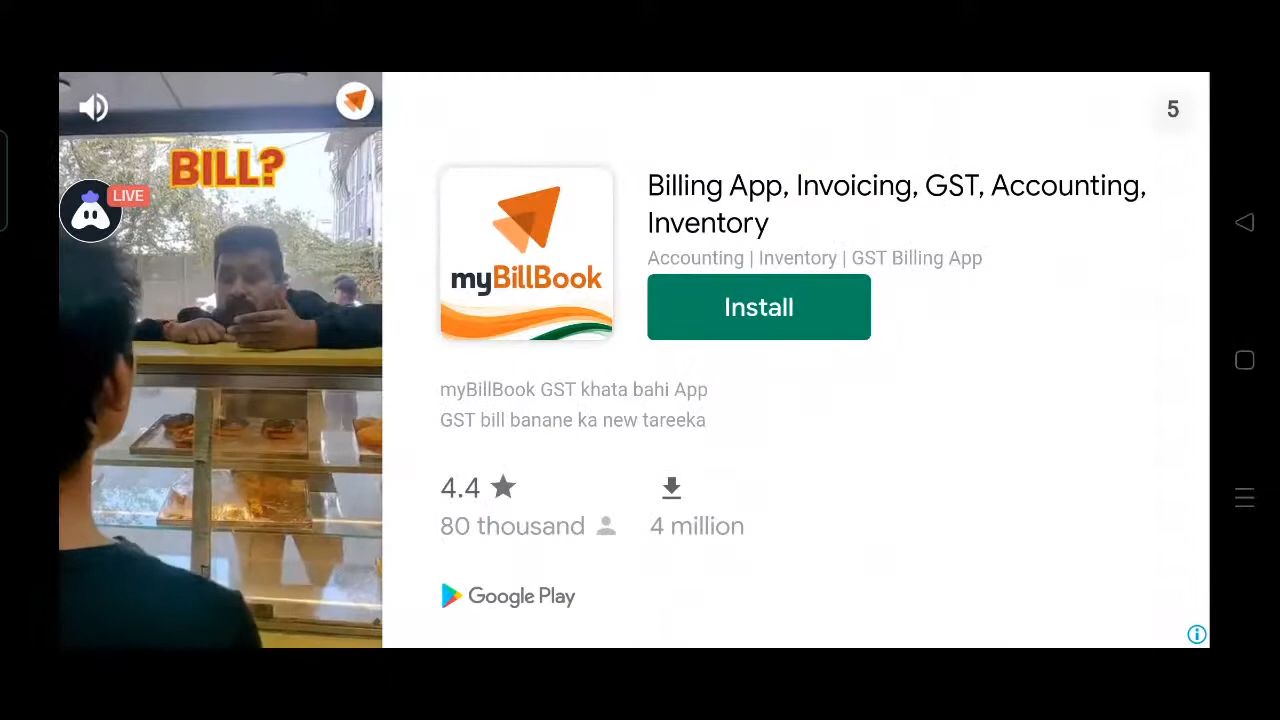 BILL?
LIVE
5
myBillBook
Billing App, Invoicing, GST, Accounting,
Inventory
Accounting | Inventory | GST Billing App
Install
myBillBook GST khata bahi App
GST bill banane ka new tareeka
4.4
80 thousand
4 million
Google Play